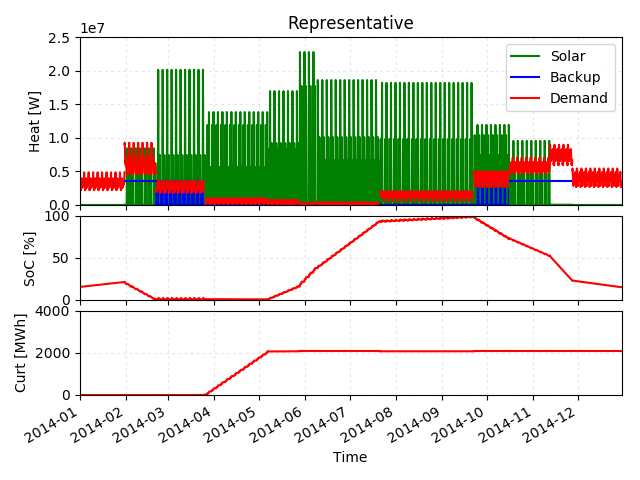 Representative
1e7
2.5
2.0
1.5
1.0
0.5
0.0
Heat [W]
Solar
Backup
Demand
100
50
0
SoC [%]
4000
2000
0
Curt [MWh]
2014-01
2014-02
2014-03
2014-04
2014-05
2014-06
2014-07
2014-08
2014-09
2014-10
2014-11
2014-12
Time